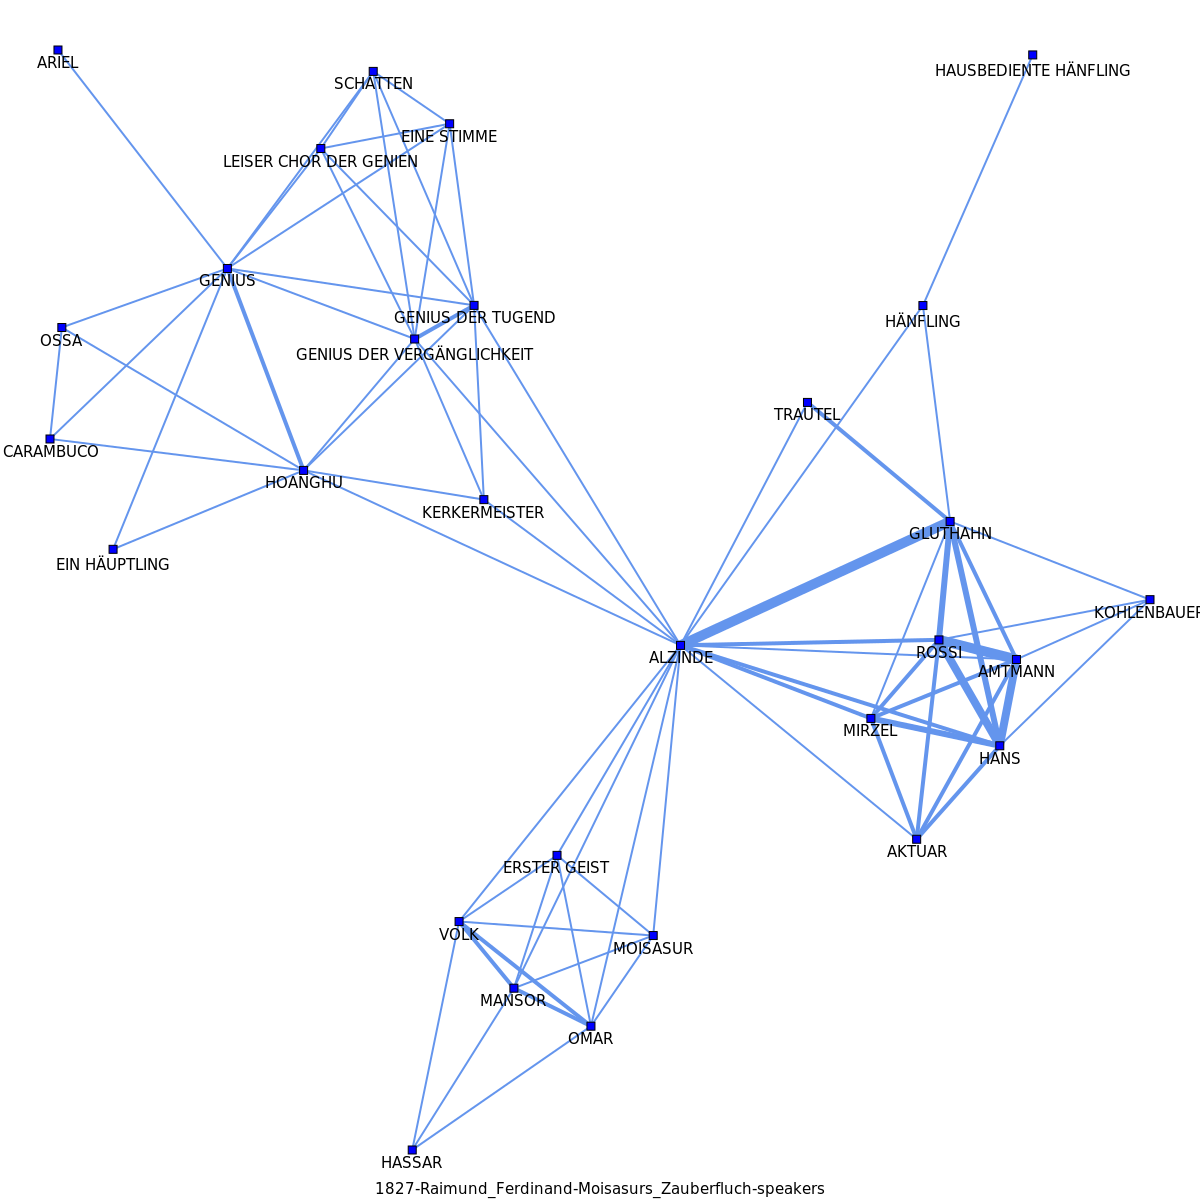 ARIEL
HAUSBEDIENTE HÄNFLING
SCHATTEN
EINE STIMME
LEISER CHOR DER GENIEN
GENIUS
GENIUS DER TUGEND
HÄNFLING
OSSA
GENIUS DER VERGÄNGLICHKEIT
TRAUTEL
CARAMBUCO
HOANGHU
KERKERMEISTER
GLUTHAHN
EIN HÄUPTLING
KOHLENBAUER
ROSSI
ALZINDE
AMTMANN
MIRZEL
HANS
AKTUAR
ERSTER GEIST
VOLK
MOISASUR
MANSOR
OMAR
HASSAR
1827-Raimund_Ferdinand-Moisasurs_Zauberfluch-speakers